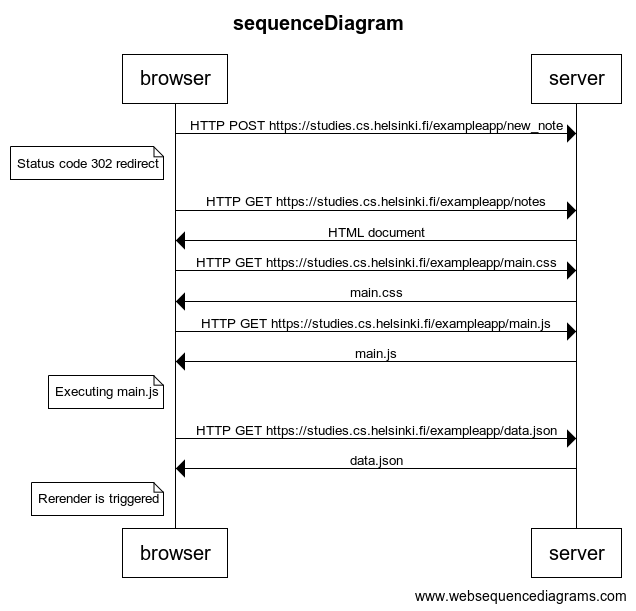 sequenceDiagram
browser
server
HTTP POST https://studies.cs.helsinki.fi/exampleapp/new_note
Status code 302 redirect
HTTP GET https://studies.cs.helsinki.fi/exampleapp/notes
HTML document
HTTP GET https://studies.cs.helsinki.fi/exampleapp/main.css
main.css
HTTP GET https://studies.cs.helsinki.fi/exampleapp/main.js
main.js
Executing main.js
HTTP GET https://studies.cs.helsinki.fi/exampleapp/data.json
data.json
Rerender is triggered
browser
server
www.websequencediagrams.com